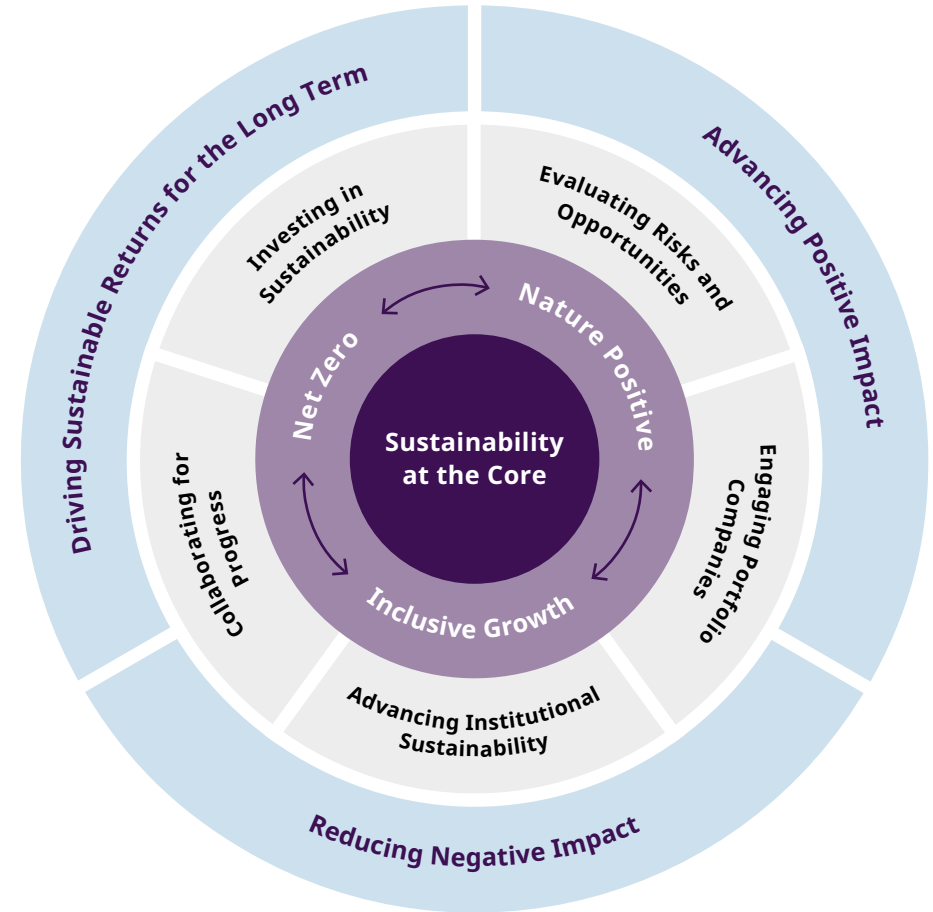 Driving Sustainable Returns for the Long Term
Advancing Positive Impact
Reducing Negative Impact
Investing in
Sustainability
Evaluating Risks and
Opportunities
Engaging Portfolio
Companies
Advancing Institutional
Sustainability
Collaborating for
Progress
Net Zero
Nature Positive
Inclusive Growth
Sustainability
at the Core